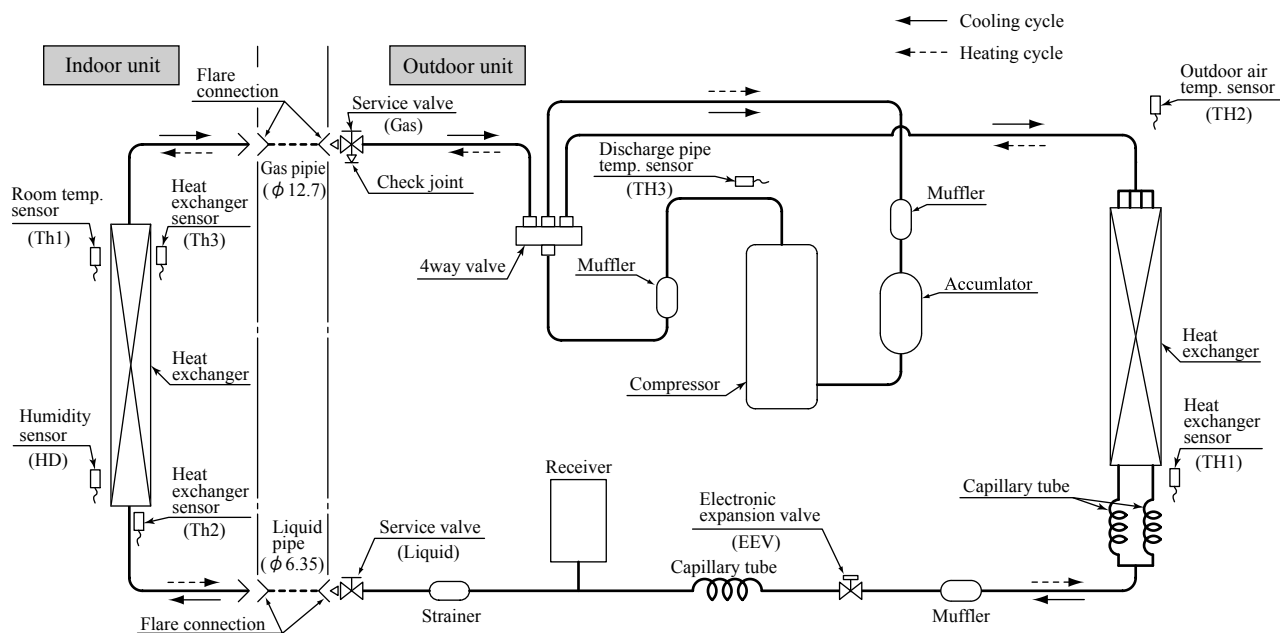 Cooling cycle
Heating cycle
Indoor unit
Outdoor unit
Flare
connection
Service valve
(Gas)
Outdoor air
temp. sensor
(TH2)
Discharge pipe
temp. sensor
(TH3)
Gas pipie
(ϕ 12.7)
Check joint
Room temp.
sensor
(Th1)
Heat
exchanger
sensor
(Th3)
Muffler
4way valve
Muffler
Accumlator
Heat
exchanger
Compressor
Heat
exchanger
Humidity
sensor
(HD)
Heat
exchanger
sensor
(TH1)
Receiver
Heat
exchanger
sensor
(Th2)
Liquid
pipe
(ϕ 6.35)
Service valve
(Liquid)
Electronic
expansion valve
(EEV)
Capillary tube
Capillary tube
Strainer
Muffler
Flare connection